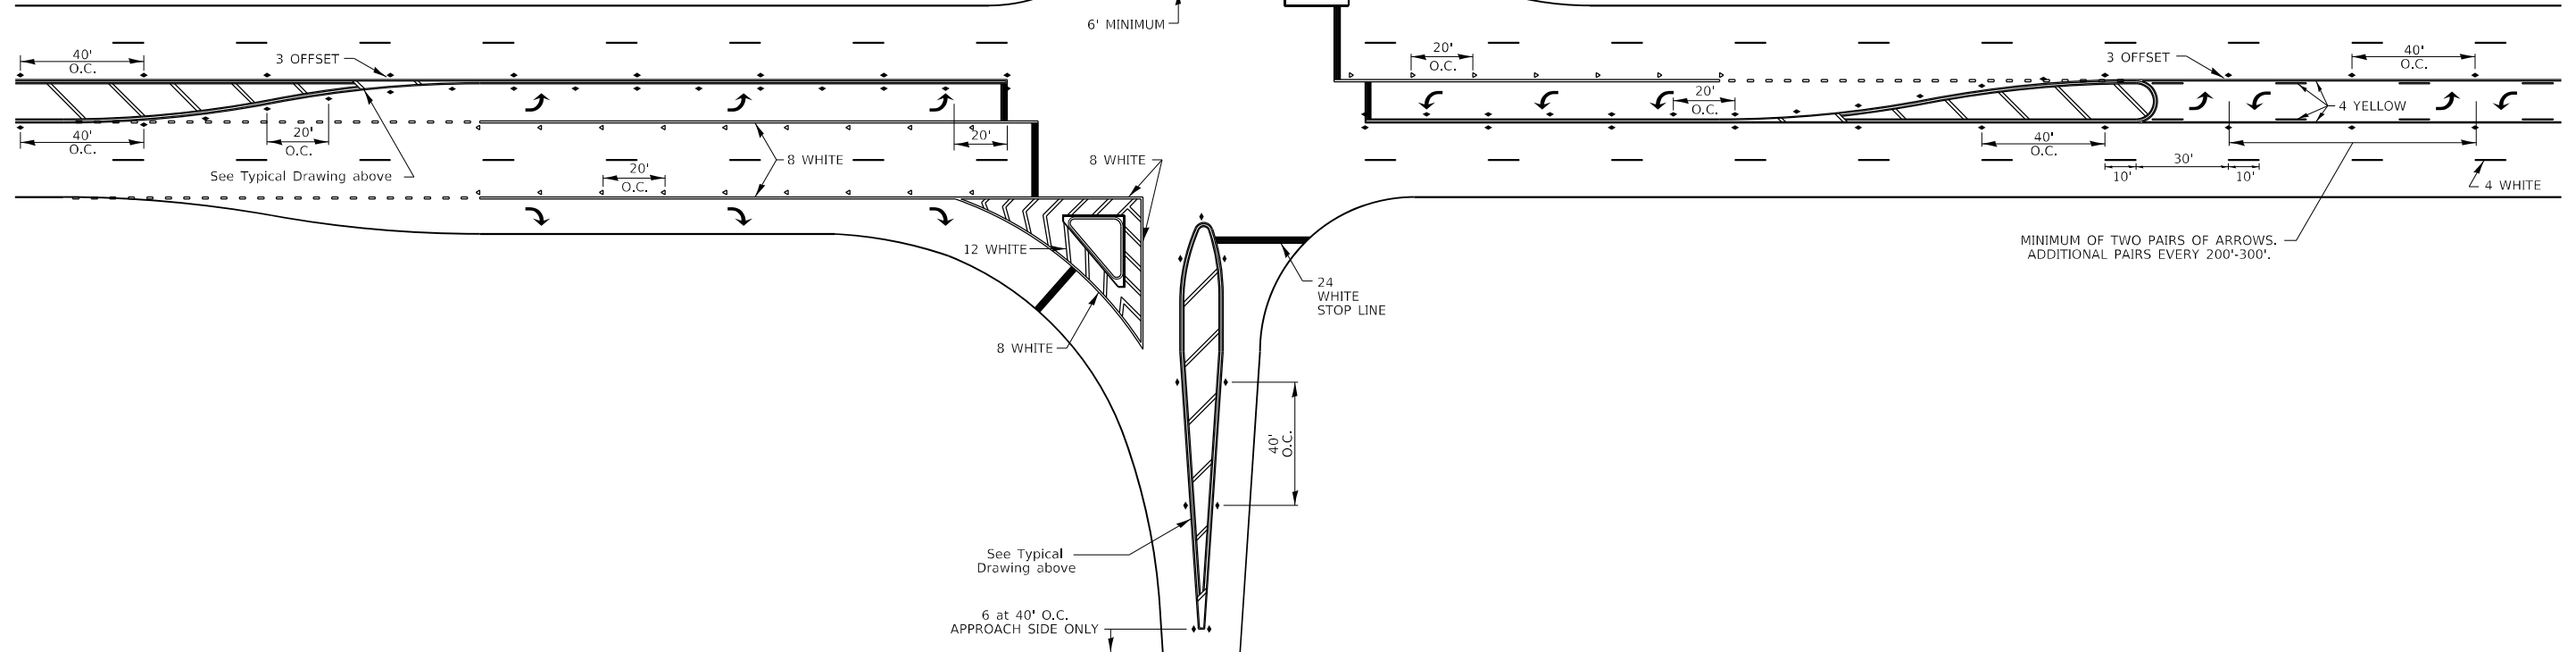 6' MINIMUM
40'
O.C.
3 OFFSET
20'
O.C.
3 OFFSET
40'
O.C.
20'
O.C.
4 YELLOW
40'
O.C.
20'
O.C.
See Typical Drawing above
20'
O.C.
8 WHITE
20'
8 WHITE
40'
O.C.
10'
30'
10'
4 WHITE
12 WHITE
MINIMUM OF TWO PAIRS OF ARROWS.
ADDITIONAL PAIRS EVERY 200'-300'.
24
WHITE
STOP LINE
8 WHITE
40'
O.C.
See Typical
Drawing above
6 at 40' O.C.
APPROACH SIDE ONLY